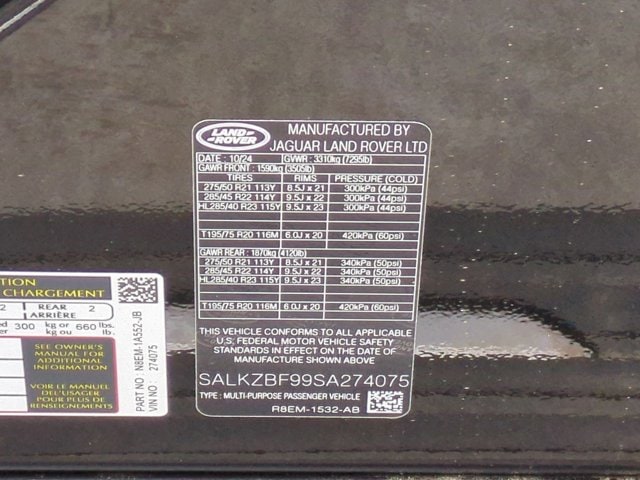 LAND ROVER
MANUFACTURED BY
JAGUAR LAND ROVER LTD
DATE : 10/24 GVWR : 3310kg (7295lb)
GAWR FRONT : 1590kg (3505lb)
TIRES RIMS PRESSURE (COLD)
275/50 R21 113Y 8.5J x 21 300kPa (44psi)
285/45 R22 114Y 9.5J x 22 300kPa (44psi)
HL285/40 R23 115Y 9.5J x 23 300kPa (44psi)
T195/75 R20 116M 6.0J x 20 420kPa (60psi)
GAWR REAR : 1870kg (4120lb)
275/50 R21 113Y 8.5J x 21 340kPa (50psi)
285/45 R22 114Y 9.5J x 22 340kPa (50psi)
HL285/40 R23 115Y 9.5J x 23 340kPa (50psi)
T195/75 R20 116M 6.0J x 20 420kPa (60psi)
THIS VEHICLE CONFORMS TO ALL APPLICABLE
U.S. FEDERAL MOTOR VEHICLE SAFETY
STANDARDS IN EFFECT ON THE DATE OF
MANUFACTURE SHOWN ABOVE
SALKZBF99SA274075
TYPE : MULTI-PURPOSE PASSENGER VEHICLE
R8EM-1532-AB
TION
CHARGEMENT
2 REAR 2
ARRIÈRE
ed 300 kg or 660 lbs.
kg ou lb.
SEE OWNER'S
MANUAL FOR
ADDITIONAL
INFORMATION
VOIR LE MANUEL
DE L'USAGER
POUR PLUS DE
RENSEIGNEMENTS
PART NO: N8EM-1A552-JB
VIN NO: 274075